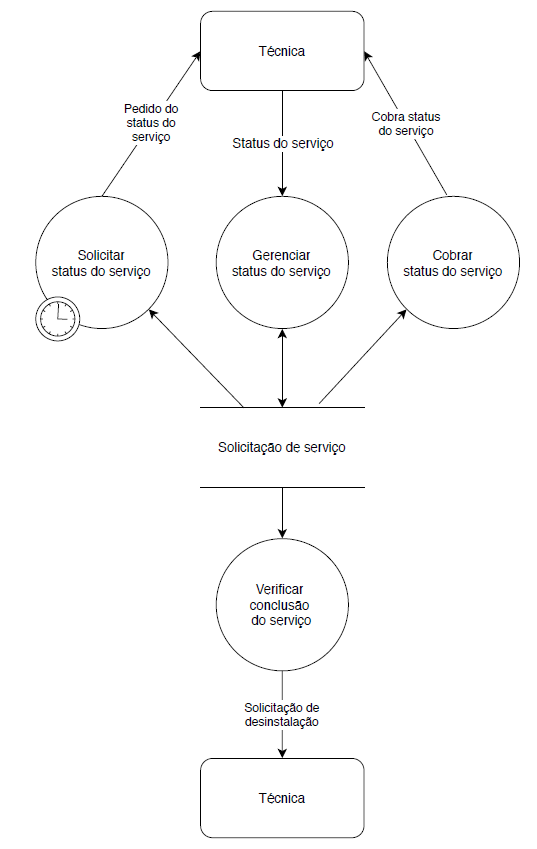 Técnica
Pedido do
status do
serviço
Status do serviço
Cobra status
do serviço
Solicitar
status do serviço
Gerenciar
status do serviço
Cobrar
status do serviço
Solicitação de serviço
Verificar
conclusão
do serviço
Solicitação de
desinstalação
Técnica